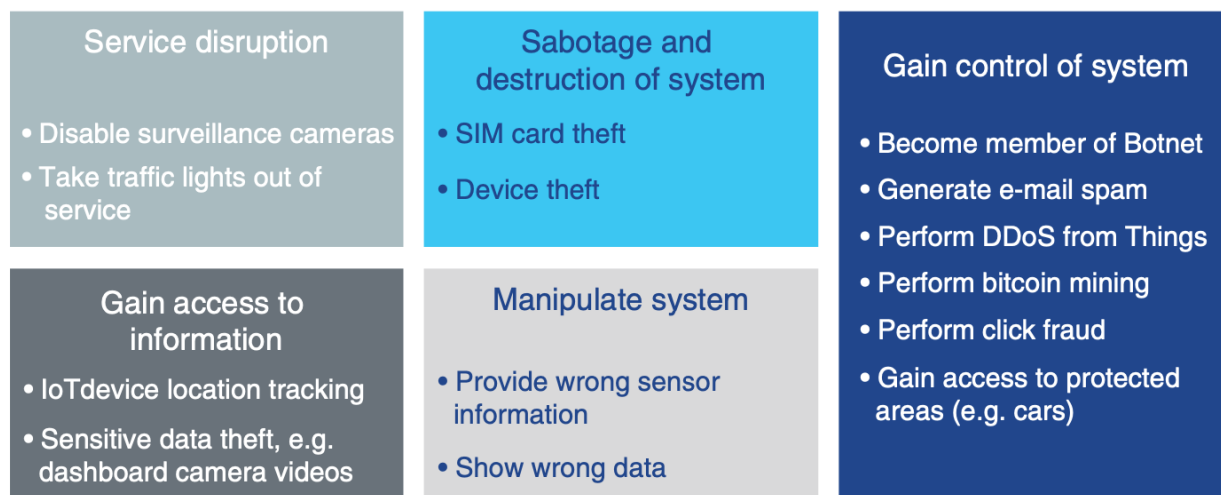 Service disruption
• Disable surveillance cameras
• Take traffic lights out of
service
Sabotage and
destruction of system
• SIM card theft
• Device theft
Gain control of system
• Become member of Botnet
• Generate e-mail spam
• Perform DDoS from Things
• Perform bitcoin mining
• Perform click fraud
• Gain access to protected
areas (e.g. cars)
Gain access to
information
• IoTdevice location tracking
• Sensitive data theft, e.g.
dashboard camera videos
Manipulate system
• Provide wrong sensor
information
• Show wrong data